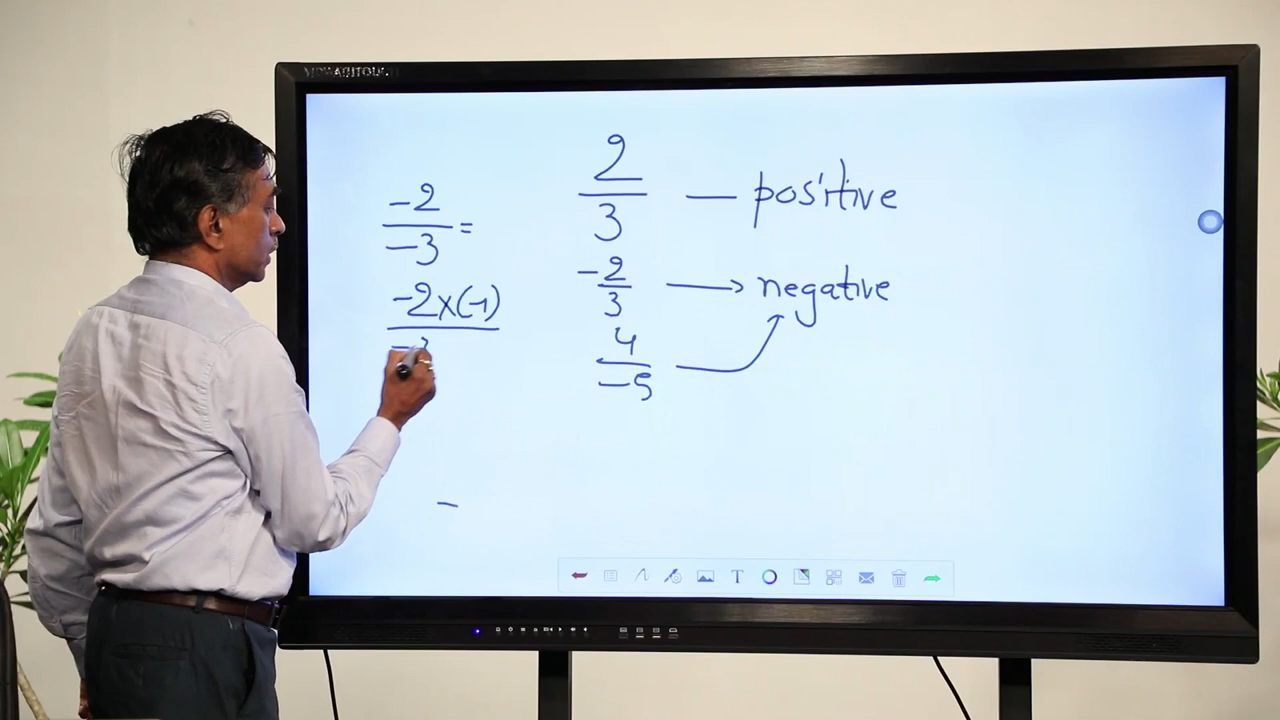 -2
-3 =
-2x(-1)
2
3 — positive
-2
3 → negative
4
-5
T